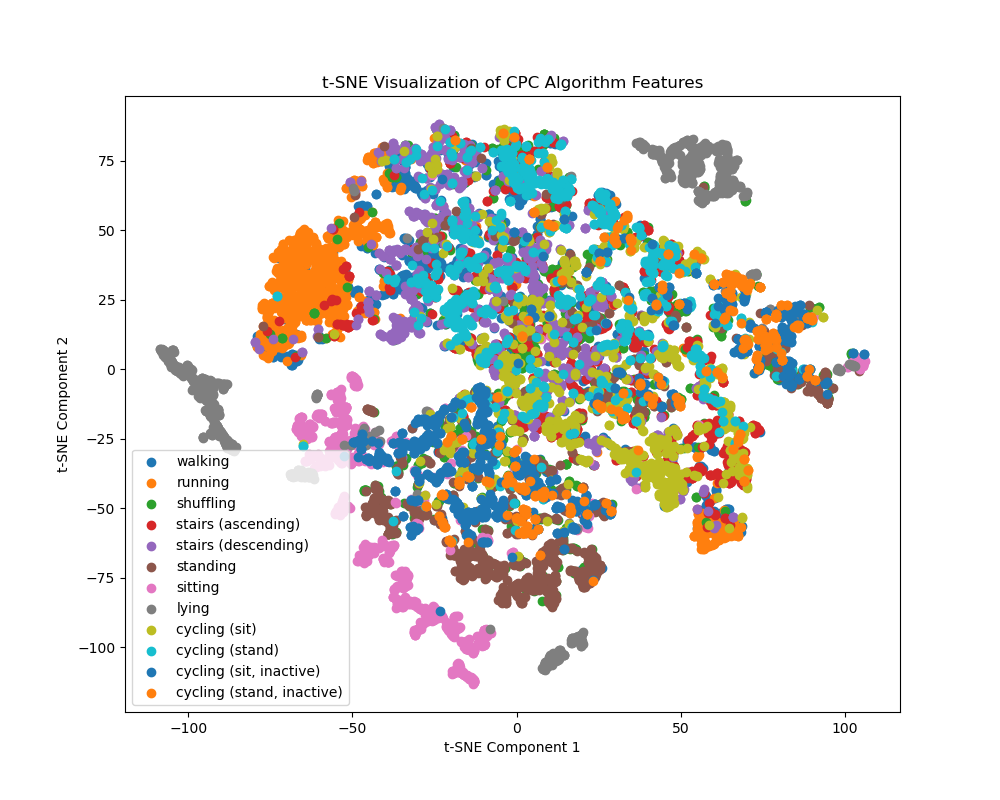 t-SNE Visualization of CPC Algorithm Features
75
50
25
0
−25
−50
−75
−100
t-SNE Component 2
walking
running
shuffling
stairs (ascending)
stairs (descending)
standing
sitting
lying
cycling (sit)
cycling (stand)
cycling (sit, inactive)
cycling (stand, inactive)
−100
−50
0
50
100
t-SNE Component 1